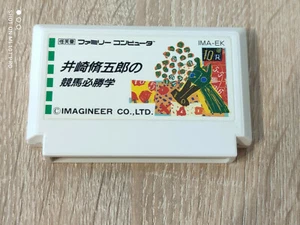 任天堂 ファミリー コンピュータ
IMA-EK
井崎脩五郎の
競馬必勝学
10
©IMAGINEER CO.,LTD.